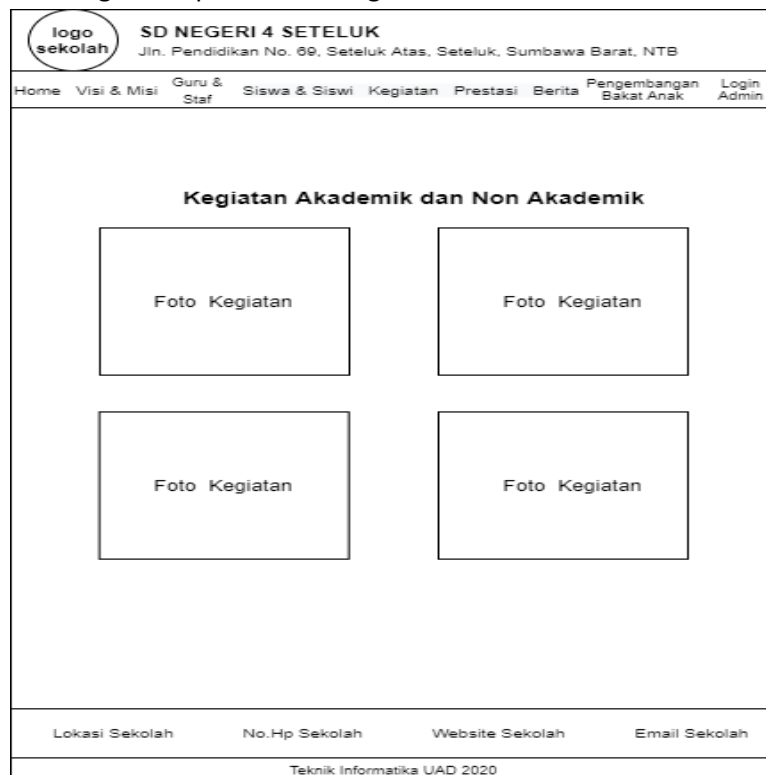 logo
sekolah
SD NEGERI 4 SETELUK
Jln. Pendidikan No. 69, Seteluk Atas, Seteluk, Sumbawa Barat, NTB
Home Visi & Misi Guru & Staf Siswa & Siswi Kegiatan Prestasi Berita Pengembangan Bakat Anak Login Admin
Kegiatan Akademik dan Non Akademik
Foto Kegiatan Foto Kegiatan
Foto Kegiatan Foto Kegiatan
Lokasi Sekolah No.Hp Sekolah Website Sekolah Email Sekolah
Teknik Informatika UAD 2020